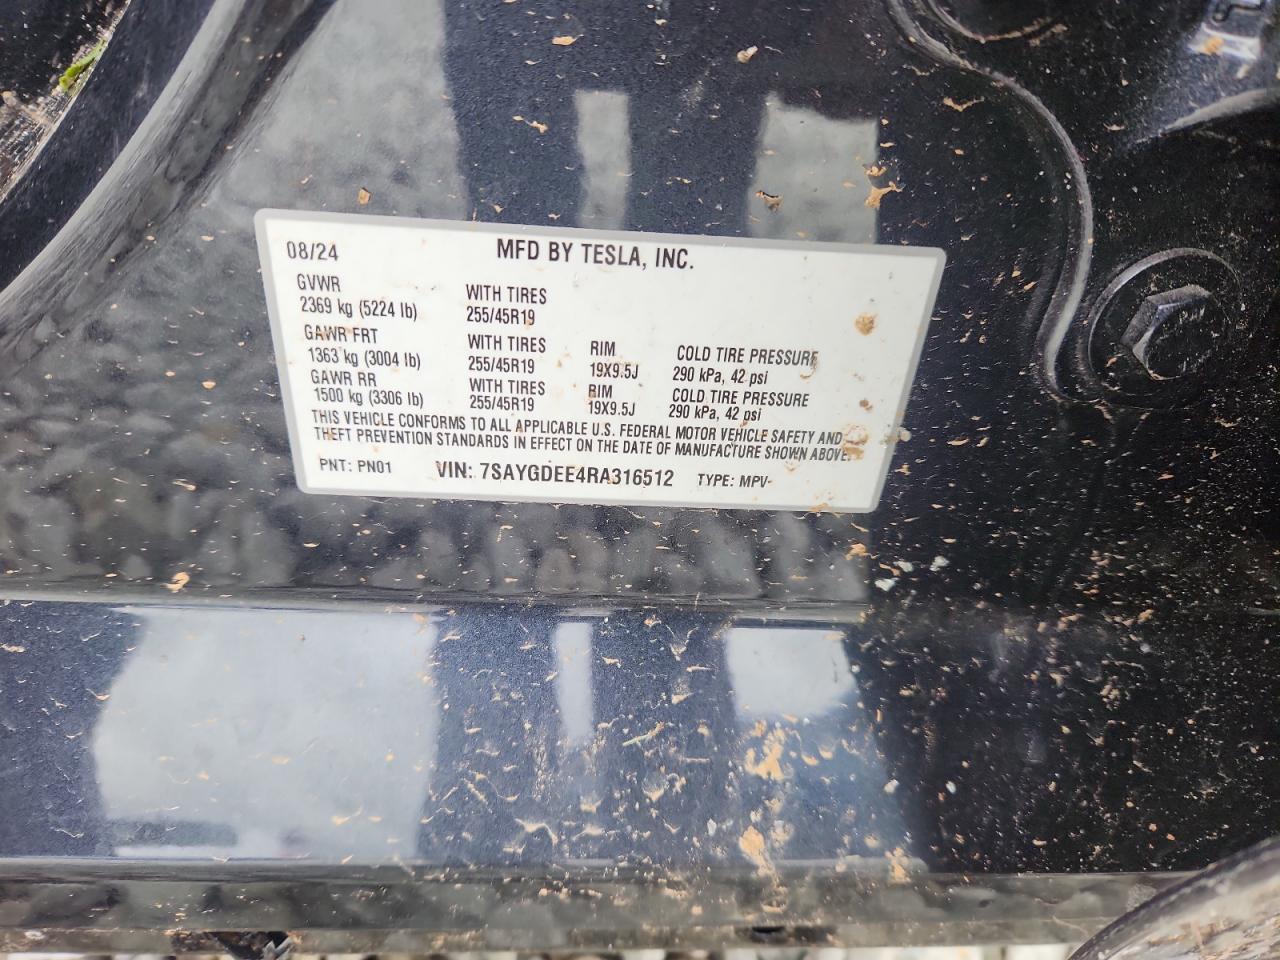 08/24 MFD BY TESLA, INC.
GVWR WITH TIRES
2369 kg (5224 lb) 255/45R19
GAWR FRT WITH TIRES RIM COLD TIRE PRESSURE
1363 kg (3004 lb) 255/45R19 19X9.5J 290 kPa, 42 psi
GAWR RR WITH TIRES RIM COLD TIRE PRESSURE
1500 kg (3306 lb) 255/45R19 19X9.5J 290 kPa, 42 psi
THIS VEHICLE CONFORMS TO ALL APPLICABLE U.S. FEDERAL MOTOR VEHICLE SAFETY AND
THEFT PREVENTION STANDARDS IN EFFECT ON THE DATE OF MANUFACTURE SHOWN ABOVE.
PNT: PN01 VIN: 7SAYGDEE4RA316512 TYPE: MPV